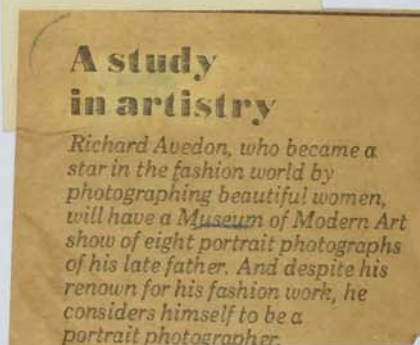 A study
in artistry
Richard Avedon, who became a
star in the fashion world by
photographing beautiful women,
will have a Museum of Modern Art
show of eight portrait photographs
of his late father. And despite his
renown for his fashion work, he
considers himself to be a
portrait photographer.